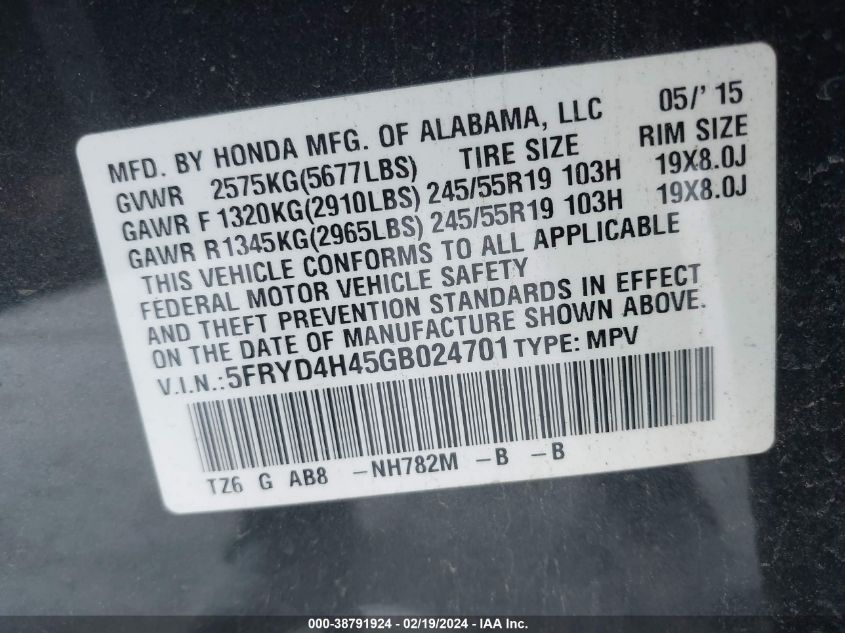 MFD. BY HONDA MFG. OF ALABAMA, LLC 05/' 15
GVWR 2575KG(5677LBS) TIRE SIZE RIM SIZE
GAWR F 1320KG(2910LBS) 245/55R19 103H 19X8.0J
GAWR R1345KG(2965LBS) 245/55R19 103H 19X8.0J
THIS VEHICLE CONFORMS TO ALL APPLICABLE
FEDERAL MOTOR VEHICLE SAFETY
AND THEFT PREVENTION STANDARDS IN EFFECT
ON THE DATE OF MANUFACTURE SHOWN ABOVE.
V.I.N.:5FRYD4H45GB024701 TYPE: MPV
TZ6 G AB8 -NH782M -B -B
000-38791924 - 02/19/2024 - IAAI Inc.